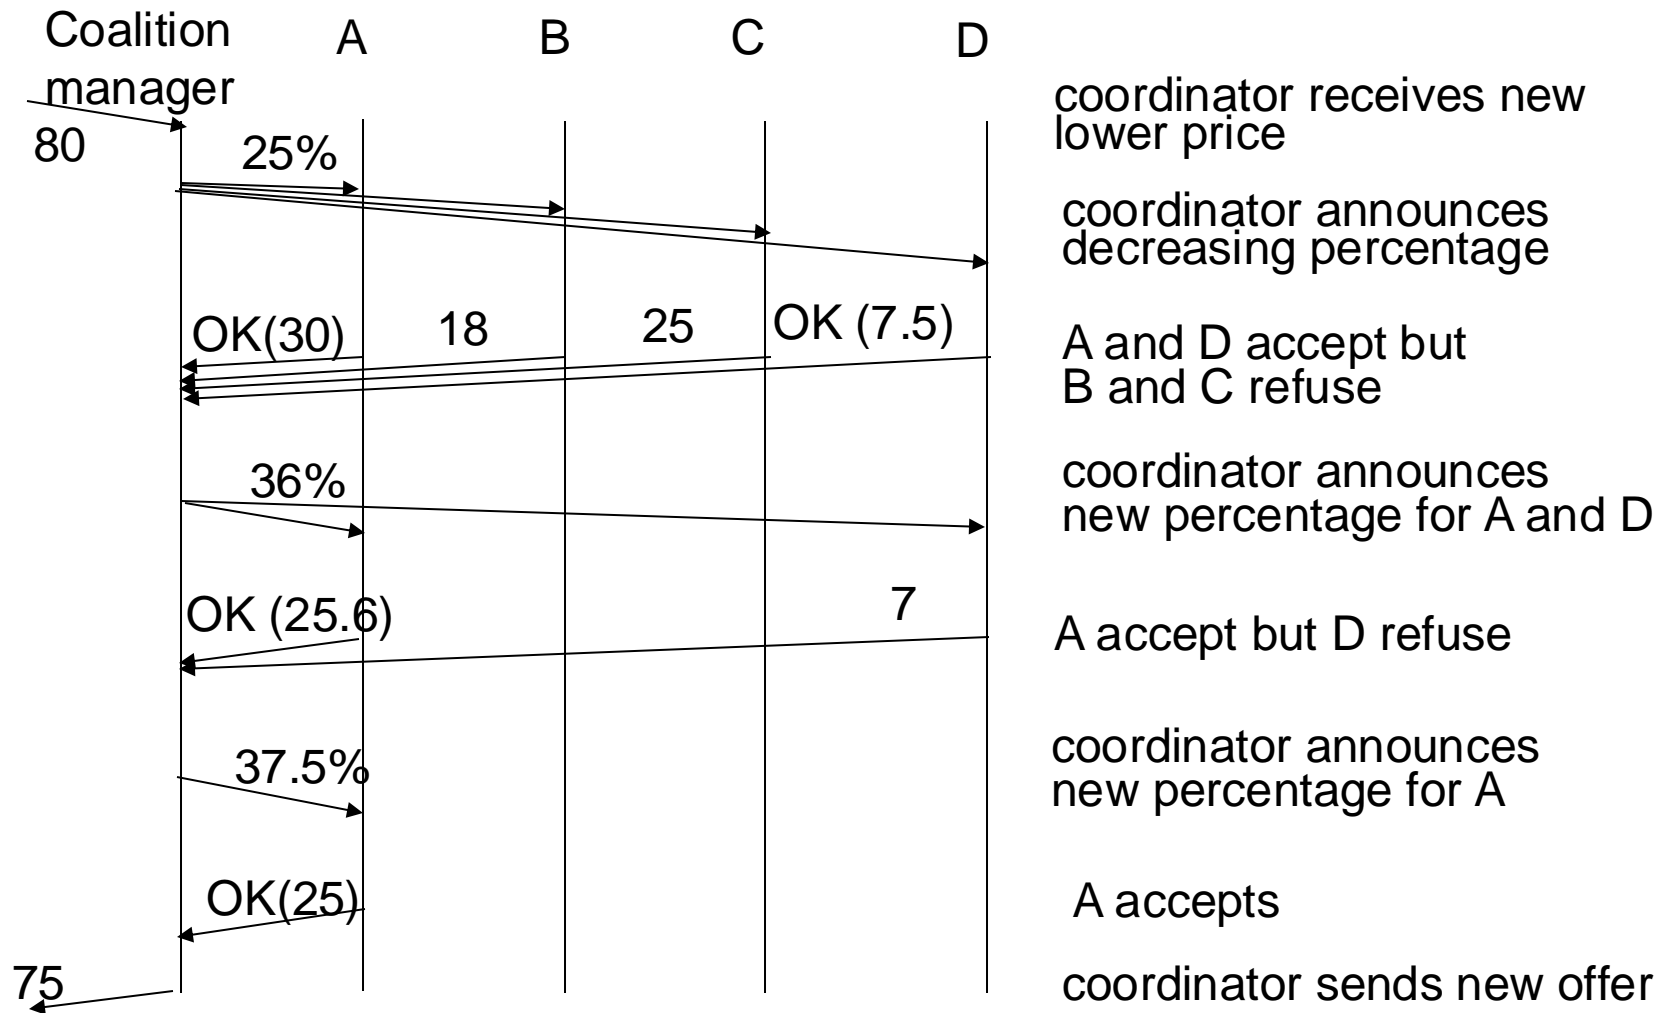 Coalition
manager
A
B
C
D
80
coordinator receives new
lower price
25%
coordinator announces
decreasing percentage
OK(30)
18
25
OK (7.5)
A and D accept but
B and C refuse
36%
coordinator announces
new percentage for A and D
OK (25.6)
7
A accept but D refuse
37.5%
coordinator announces
new percentage for A
OK(25)
A accepts
75
coordinator sends new offer